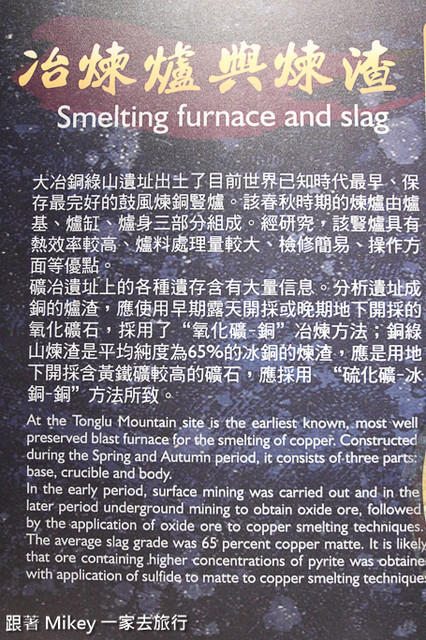 冶煉爐與煉渣
Smelting furnace and slag
大冶銅綠山遺址出土了目前世界已知時代最早、保
存最完好的鼓風煉銅豎爐。該春秋時期的煉爐由爐
基、爐缸、爐身三部分組成。經研究，該豎爐具有
熱效率較高、爐料處理量較大、檢修簡易、操作方
面等優點。
礦冶遺址上的各種遺存含有大量信息。分析遺址成
銅的爐渣，應使用早期露天開採或晚期地下開採的
氧化礦石，採用了“氧化礦-銅”冶煉方法；銅綠
山煉渣是平均純度為65%的冰銅的煉渣，應是用地
下開採含黃鐵礦較高的礦石，應採用 “硫化礦-冰
銅-銅”方法所致。
At the Tonglu Mountain site is the earliest known, most well
preserved blast furnace for the smelting of copper. Constructed
during the Spring and Autumn period, it consists of three parts:
base, crucible and body.
In the early period, surface mining was carried out and in the
later period underground mining to obtain oxide ore, followed
by the application of oxide ore to copper smelting techniques.
The average slag grade was 65 percent copper matte. It is likely
that ore containing higher concentrations of pyrite was obtaine
with application of sulfide to matte to copper smelting technique
跟著 Mikey 一家去旅行